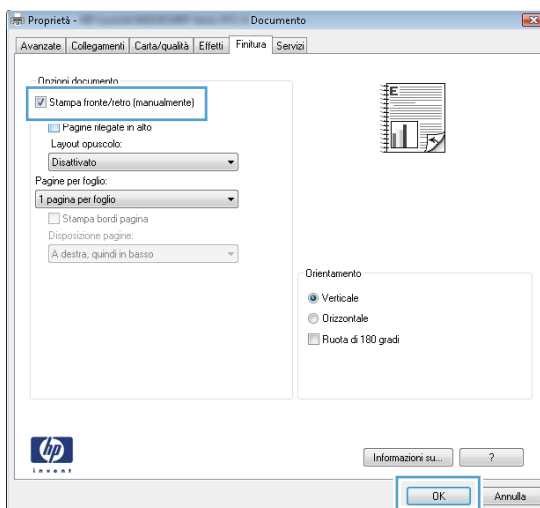 Proprietà - Documento
Avanzate Collegamenti Carta/qualità Effetti Finitura Servizi
Opzioni documento
Stampa fronte/retro (manualmente)
Pagine rilegate in alto
Layout opuscolo:
Disattivato
Pagine per foglio:
1 pagina per foglio
Stampa bordi pagina
Disposizione pagine:
A destra, quindi in basso
E
Orientamento
Verticale
Orizzontale
Ruota di 180 gradi
hp
invent
Informazioni su... ?
OK Annulla